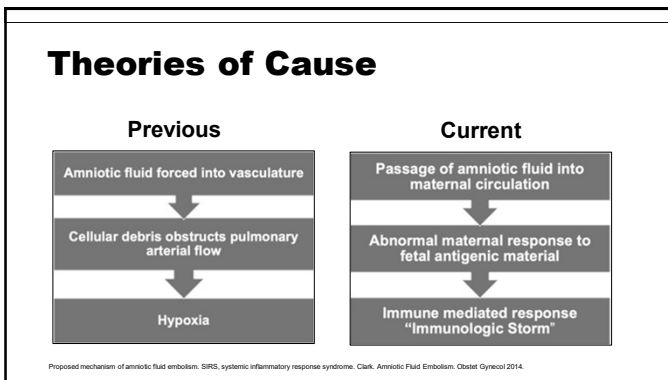 Theories of Cause
Previous
Amniotic fluid forced into vasculature
Cellular debris obstructs pulmonary
arterial flow
Hypoxia
Current
Passage of amniotic fluid into
maternal circulation
Abnormal maternal response to
fetal antigenic material
Immune mediated response
“Immunologic Storm”
Proposed mechanism of amniotic fluid embolism. SIRS, systemic inflammatory response syndrome. Clark. Amniotic Fluid Embolism. Obstet Gynecol 2014.